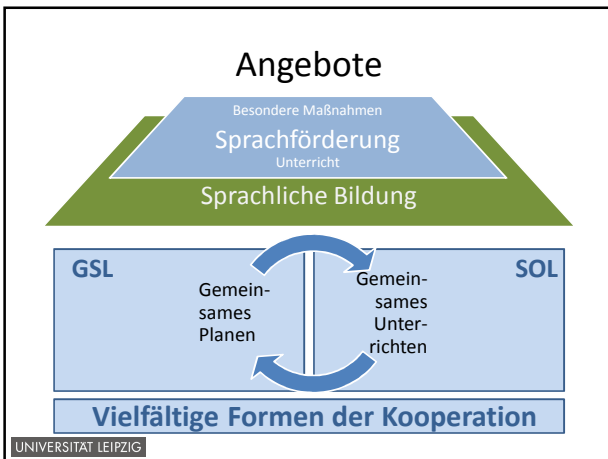 Angebote
Besondere Maßnahmen
Sprachförderung
Unterricht
Sprachliche Bildung
GSL
SOL
Gemein-
sames
Planen
Gemein-
sames
Unter-
richten
Vielfältige Formen der Kooperation
UNIVERSITÄT LEIPZIG